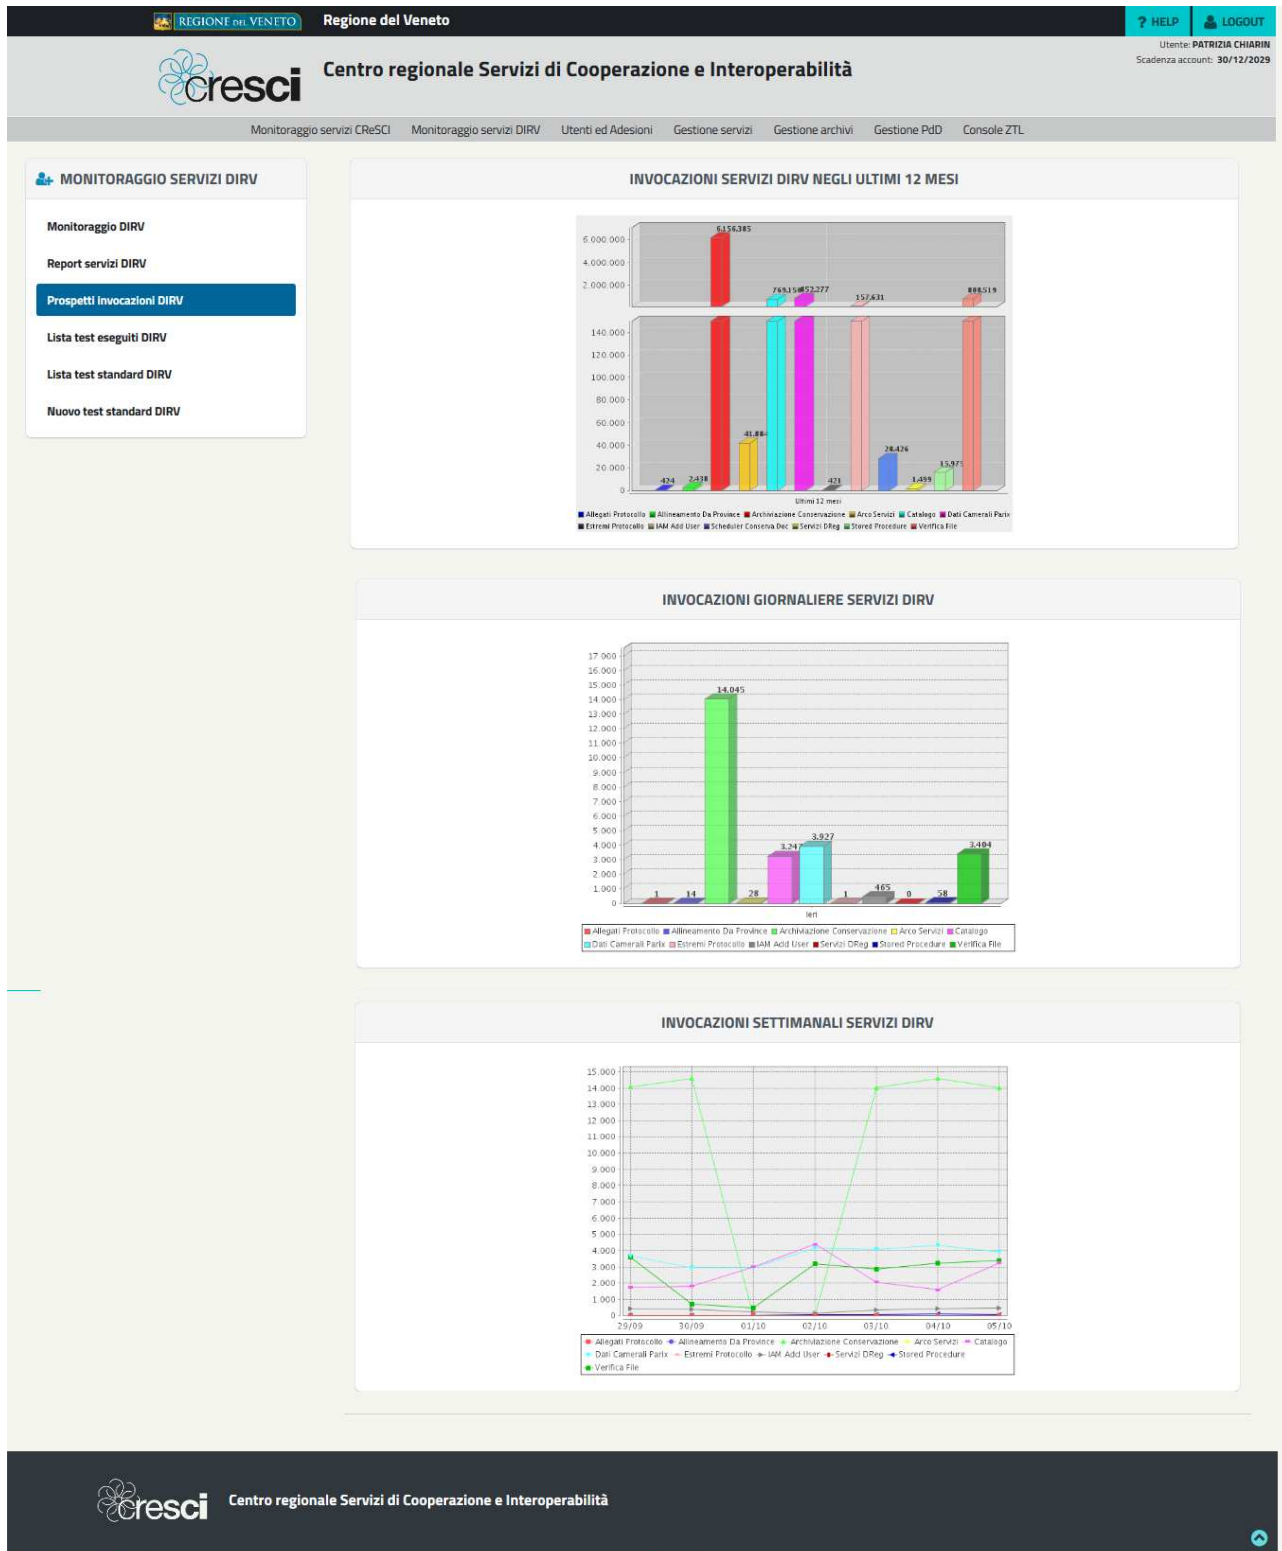 REGIONE DEL VENETO
Regione del Veneto
? HELP
LOGOUT
Utente: PATRIZIA CHIARIN
Scadenza account: 30/12/2029
cresci
Centro regionale Servizi di Cooperazione e Interoperabilità
Monitoraggio servizi CReSCI Monitoraggio servizi DIRV Utenti ed Adesioni Gestione servizi Gestione archivi Gestione PdD Console ZTL
MONITORAGGIO SERVIZI DIRV
Monitoraggio DIRV
Report servizi DIRV
Prospetti invocazioni DIRV
Lista test eseguiti DIRV
Lista test standard DIRV
Nuovo test standard DIRV
INVOCAZIONI SERVIZI DIRV NEGLI ULTIMI 12 MESI
6.000.000
4.000.000
2.000.000
6.156.385
852.277
157.631
808.519
140.000
120.000
100.000
80.000
60.000
40.000
20.000
0
424
2.438
41.884
421
28.426
1.499
15.975
Ultimi 12 mesi
Allegati Protocollo Allineamento Da Province Archiviazione Conservazione Arco Servizi Catalogo Dati Camerali Parix
Estremi Protocollo IAM Add User Scheduler Conserva Doc Servizi DReg Stored Procedure Verifica File
INVOCAZIONI GIORNALIERE SERVIZI DIRV
17.000
16.000
15.000
14.000
13.000
12.000
11.000
10.000
9.000
8.000
7.000
6.000
5.000
4.000
3.000
2.000
1.000
0
1
14
14.045
28
3.247
3.927
1
465
0
58
3.404
Ieri
Allegati Protocollo Allineamento Da Province Archiviazione Conservazione Arco Servizi Catalogo
Dati Camerali Parix Estremi Protocollo IAM Add User Servizi DReg Stored Procedure Verifica File
INVOCAZIONI SETTIMANALI SERVIZI DIRV
15.000
14.000
13.000
12.000
11.000
10.000
9.000
8.000
7.000
6.000
5.000
4.000
3.000
2.000
1.000
0
29/09 30/09 01/10 02/10 03/10 04/10 05/10
Allegati Protocollo Allineamento Da Province Archiviazione Conservazione Arco Servizi Catalogo
Dati Camerali Parix Estremi Protocollo IAM Add User Servizi DReg Stored Procedure
Verifica File
cresci
Centro regionale Servizi di Cooperazione e Interoperabilità